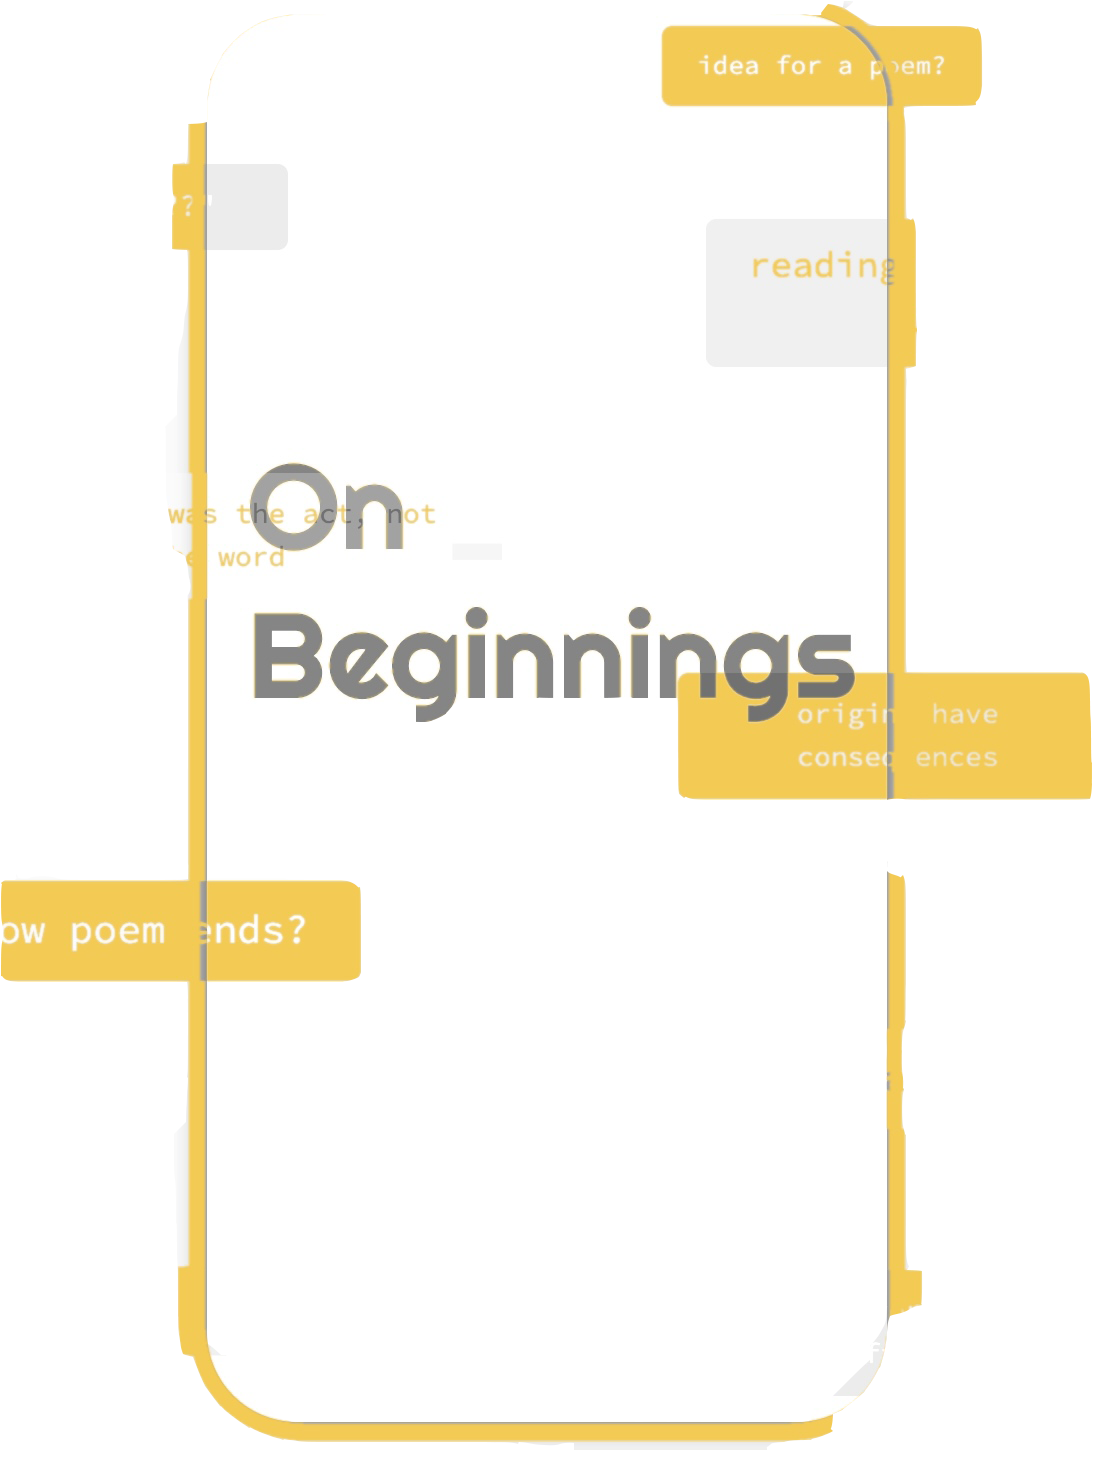 idea for a poem?
?"
reading
On
was the act, not
e word
Beginnings
origin have
conseq ences
ow poem ends?